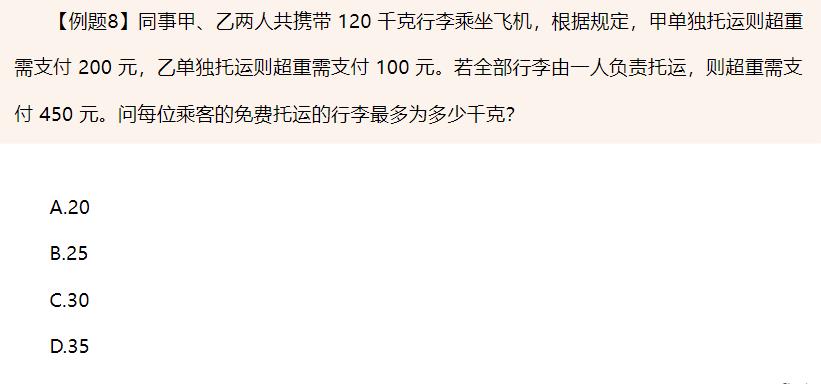 【例题8】同事甲、乙两人共携带 120 千克行李乘坐飞机，根据规定，甲单独托运则超重
需支付 200 元，乙单独托运则超重需支付 100 元。若全部行李由一人负责托运，则超重需支
付 450 元。问每位乘客的免费托运的行李最多为多少千克？
A.20
B.25
C.30
D.35